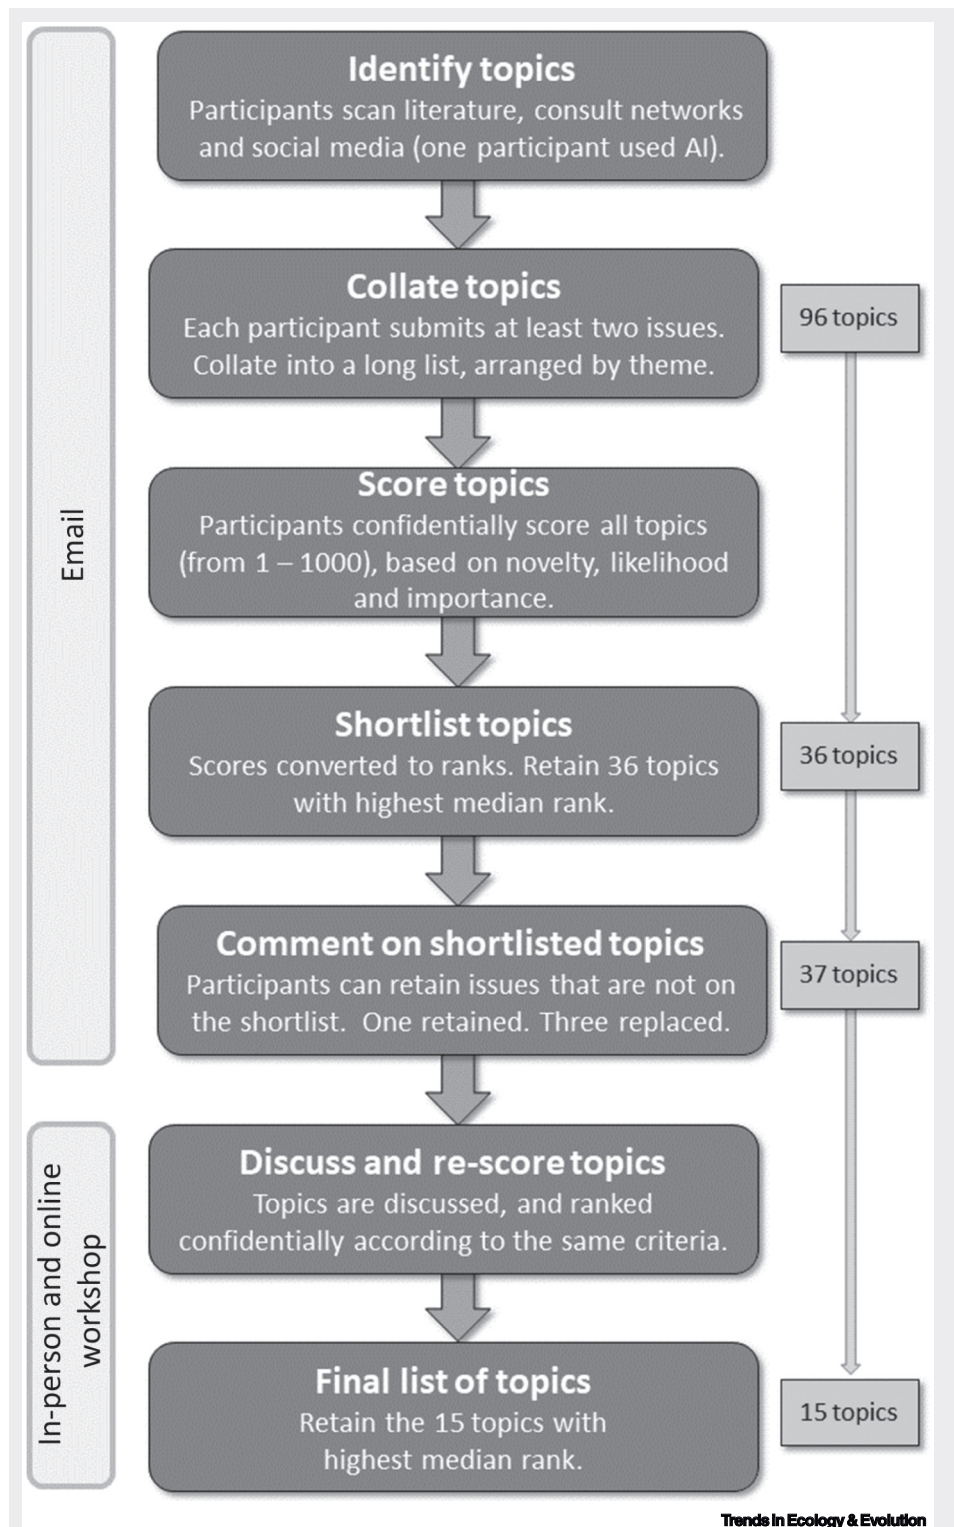 Identify topics
Participants scan literature, consult networks
and social media (one participant used AI).
Collate topics
Each participant submits at least two issues.
Collate into a long list, arranged by theme.
96 topics
Score topics
Participants confidentially score all topics
(from 1 – 1000), based on novelty, likelihood
and importance.
Email
Shortlist topics
Scores converted to ranks. Retain 36 topics
with highest median rank.
36 topics
Comment on shortlisted topics
Participants can retain issues that are not on
the shortlist.  One retained. Three replaced.
37 topics
Discuss and re-score topics
Topics are discussed, and ranked
confidentially according to the same criteria.
In-person and online
workshop
Final list of topics
Retain the 15 topics with
highest median rank.
15 topics
Trends in Ecology & Evolution